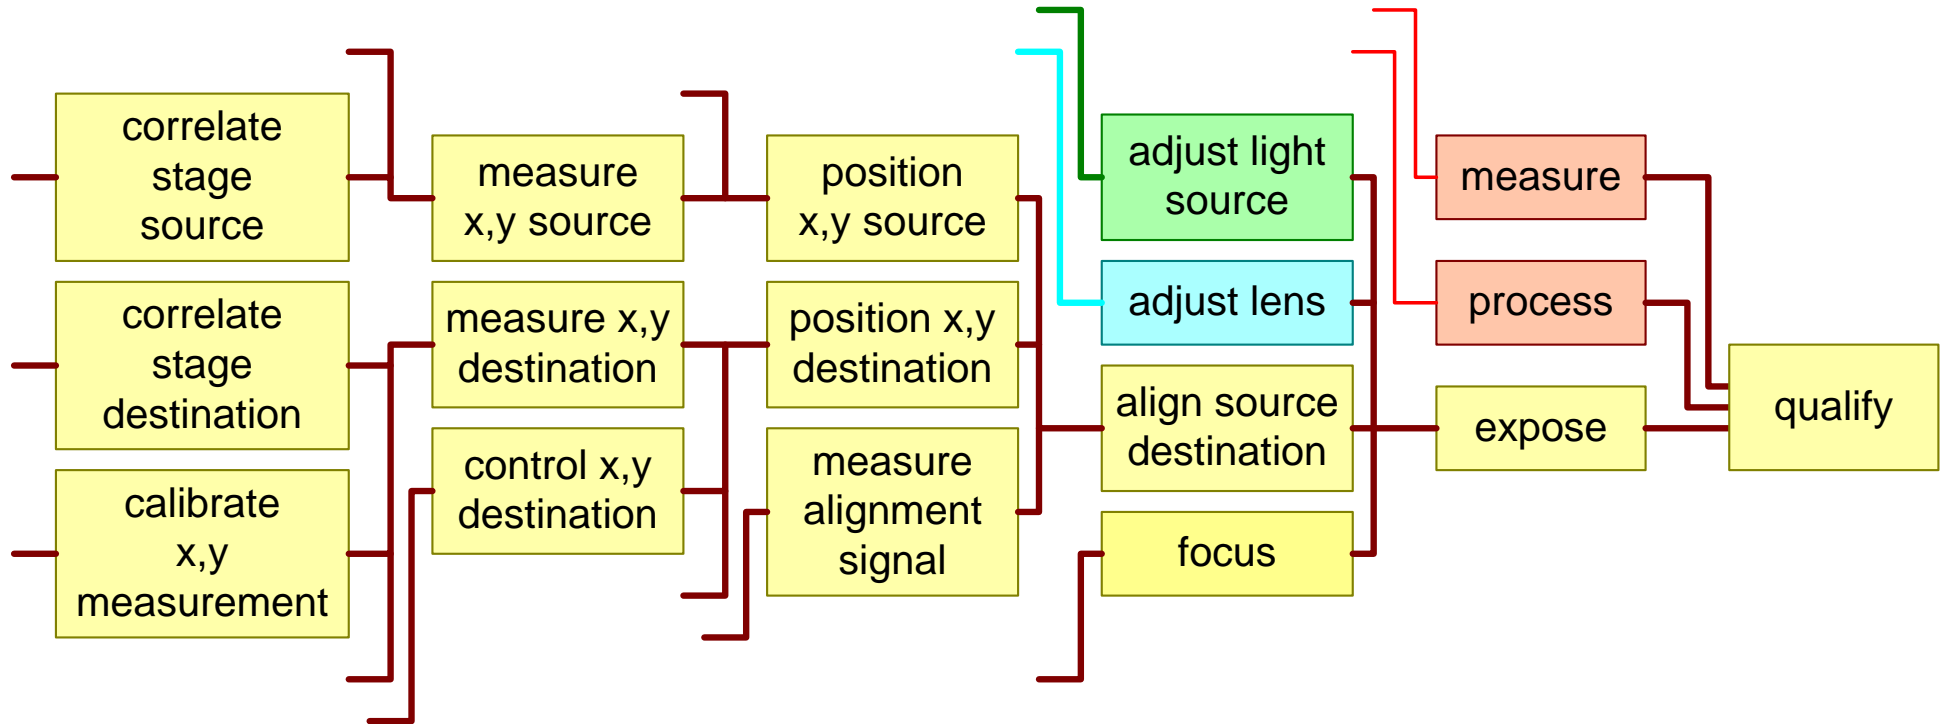 correlate
stage
source
correlate
stage
destination
calibrate
x,y
measurement
measure
x,y source
measure x,y
destination
control x,y
destination
position
x,y source
position x,y
destination
measure
alignment
signal
adjust light
source
adjust lens
align source
destination
focus
measure
process
expose
qualify